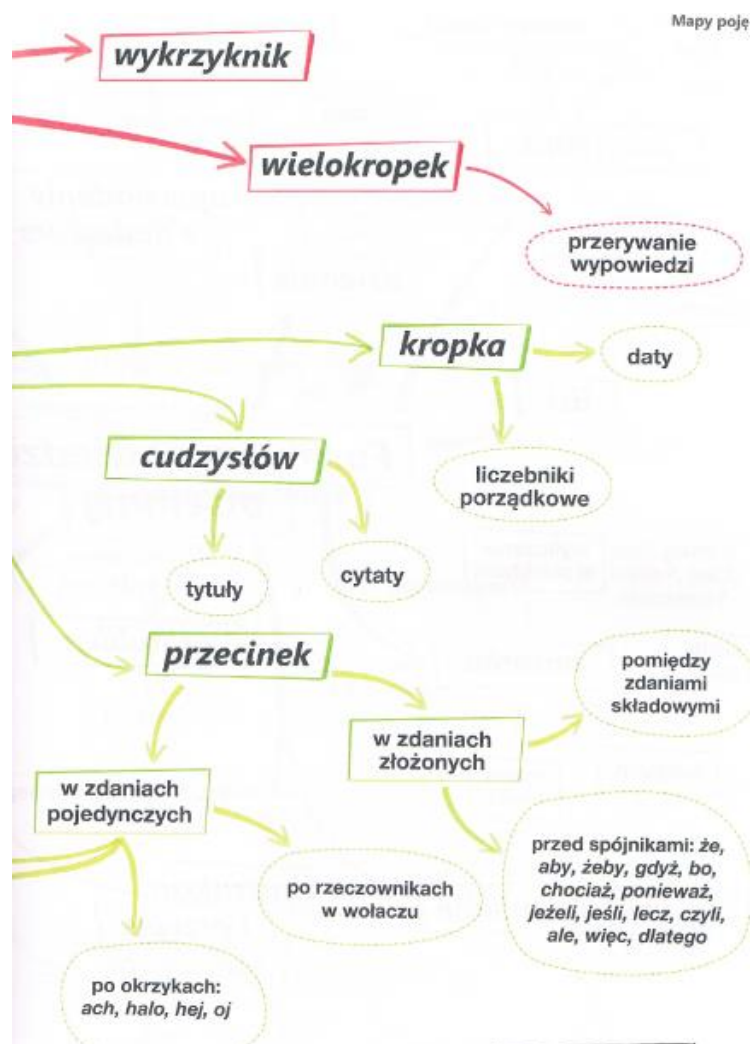 Mapy poję
wykrzyknik
wielokropek
przerywanie
wypowiedzi
kropka
daty
liczebniki
porządkowe
cudzysłów
tytuły
cytaty
przecinek
pomiędzy
zdaniami
składowymi
w zdaniach
złożonych
w zdaniach
pojedynczych
przed spójnikami: że,
aby, żeby, gdyż, bo,
chociaż, ponieważ,
jeżeli, jeśli, lecz, czyli,
ale, więc, dlatego
po rzeczownikach
w wołaczu
po okrzykach:
ach, halo, hej, oj